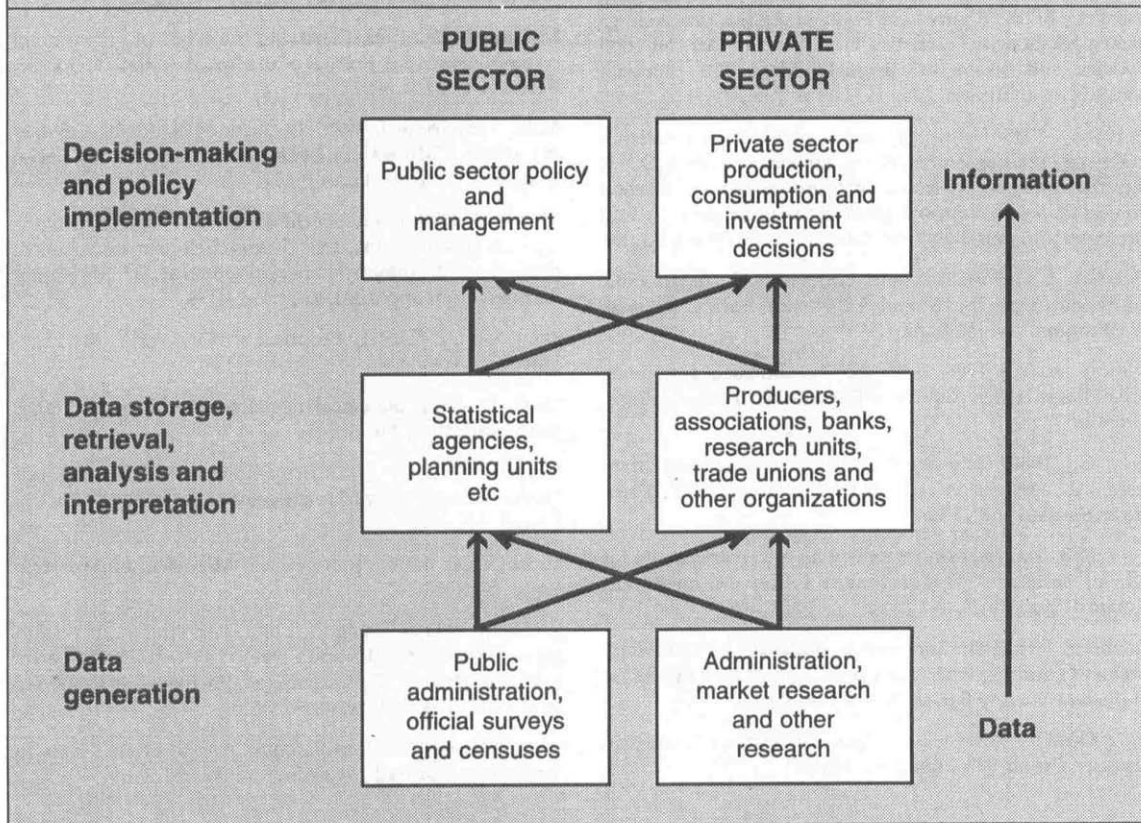 PUBLIC
SECTOR
PRIVATE
SECTOR
Decision-making
and policy
implementation
Public sector policy
and
management
Private sector
production,
consumption and
investment
decisions
Information
Data storage,
retrieval,
analysis and
interpretation
Statistical
agencies,
planning units
etc
Producers,
associations, banks,
research units,
trade unions and
other organizations
Data
generation
Public
administration,
official surveys
and censuses
Administration,
market research
and other
research
Data